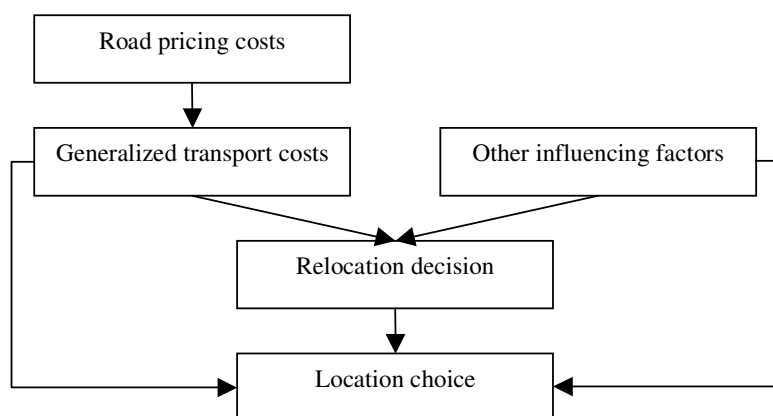 Road pricing costs
Generalized transport costs
Other influencing factors
Relocation decision
Location choice